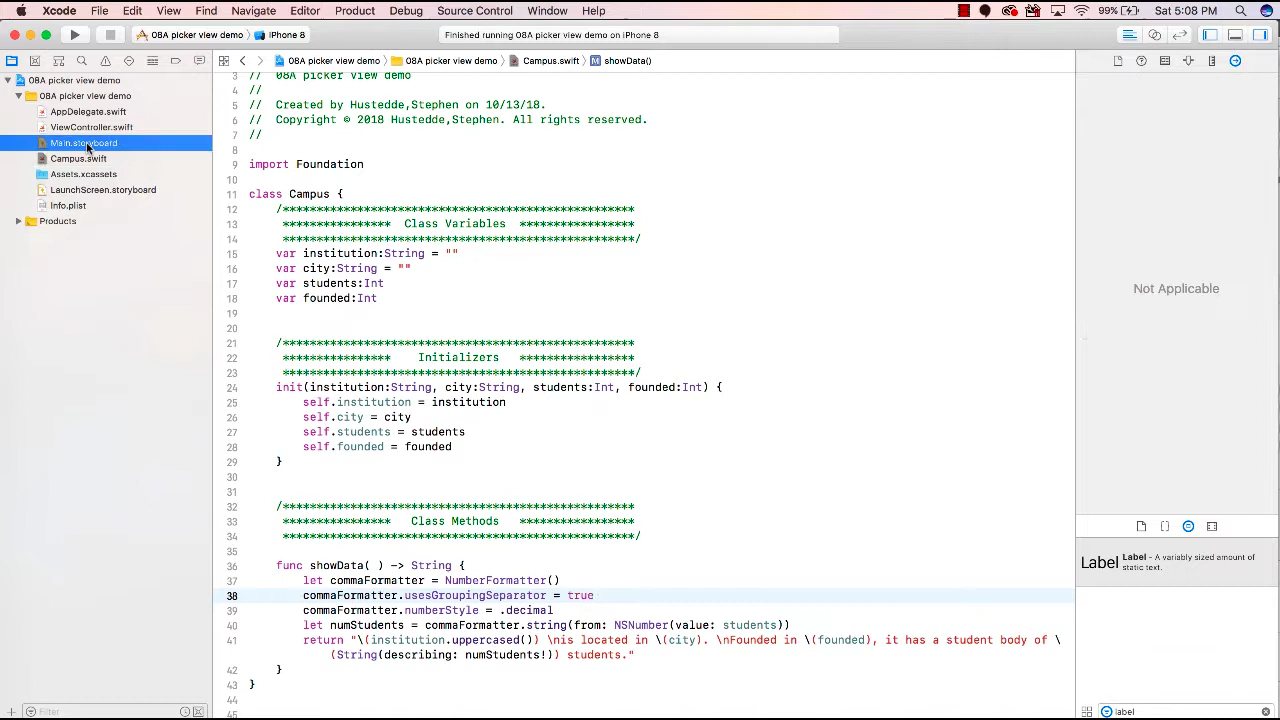 Xcode File Edit View Find Navigate Editor Product Debug Source Control Window Help 99% Sat 5:08 PM
08A picker view demo iPhone 8 Finished running 08A picker view demo on iPhone 8
08A picker view demo 08A picker view demo Campus.swift M showData()
08A picker view demo
08A picker view demo
AppDelegate.swift
ViewController.swift
Main.storyboard
Campus.swift
Assets.xcassets
LaunchScreen.storyboard
Info.plist
Products
Filter
3 // 08A picker view demo
4 //
5 // Created by Hustedde,Stephen on 10/13/18.
6 // Copyright © 2018 Hustedde,Stephen. All rights reserved.
7 //
8
9 import Foundation
10
11 class Campus {
12 /****************************************************
13 **************** Class Variables *****************
14 ****************************************************/
15 var institution:String = ""
16 var city:String = ""
17 var students:Int
18 var founded:Int
19
20
21 /****************************************************
22 **************** Initializers *****************
23 ****************************************************/
24 init(institution:String, city:String, students:Int, founded:Int) {
25 self.institution = institution
26 self.city = city
27 self.students = students
28 self.founded = founded
29 }
30
31
32 /****************************************************
33 **************** Class Methods *****************
34 ****************************************************/
35
36 func showData( ) -> String {
37 let commaFormatter = NumberFormatter()
38 commaFormatter.usesGroupingSeparator = true
39 commaFormatter.numberStyle = .decimal
40 let numStudents = commaFormatter.string(from: NSNumber(value: students))
41 return "\(institution.uppercased()) \nis located in \(city). \nFounded in \(founded), it has a student body of \
(String(describing: numStudents!)) students."
42 }
43 }
44
45
Not Applicable
Label Label - A variably sized amount of
static text.
label